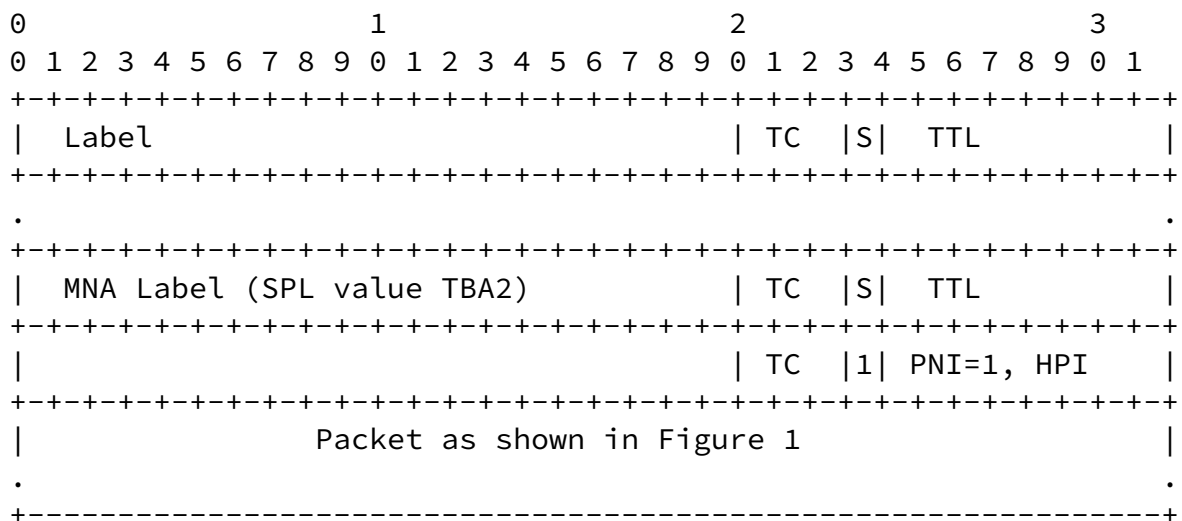 0                   1                   2                   3
0 1 2 3 4 5 6 7 8 9 0 1 2 3 4 5 6 7 8 9 0 1 2 3 4 5 6 7 8 9 0 1
+-+-+-+-+-+-+-+-+-+-+-+-+-+-+-+-+-+-+-+-+-+-+-+-+-+-+-+-+-+-+-+-+
|  Label                                | TC  |S|  TTL          |
+-+-+-+-+-+-+-+-+-+-+-+-+-+-+-+-+-+-+-+-+-+-+-+-+-+-+-+-+-+-+-+-+
.                                                               .
+-+-+-+-+-+-+-+-+-+-+-+-+-+-+-+-+-+-+-+-+-+-+-+-+-+-+-+-+-+-+-+-+
|  MNA Label (SPL value TBA2)           | TC  |S|  TTL          |
+-+-+-+-+-+-+-+-+-+-+-+-+-+-+-+-+-+-+-+-+-+-+-+-+-+-+-+-+-+-+-+-+
|                                       | TC  |1| PNI=1, HPI    |
+-+-+-+-+-+-+-+-+-+-+-+-+-+-+-+-+-+-+-+-+-+-+-+-+-+-+-+-+-+-+-+-+
|                Packet as shown in Figure 1                    |
.                                                               .
+---------------------------------------------------------------+